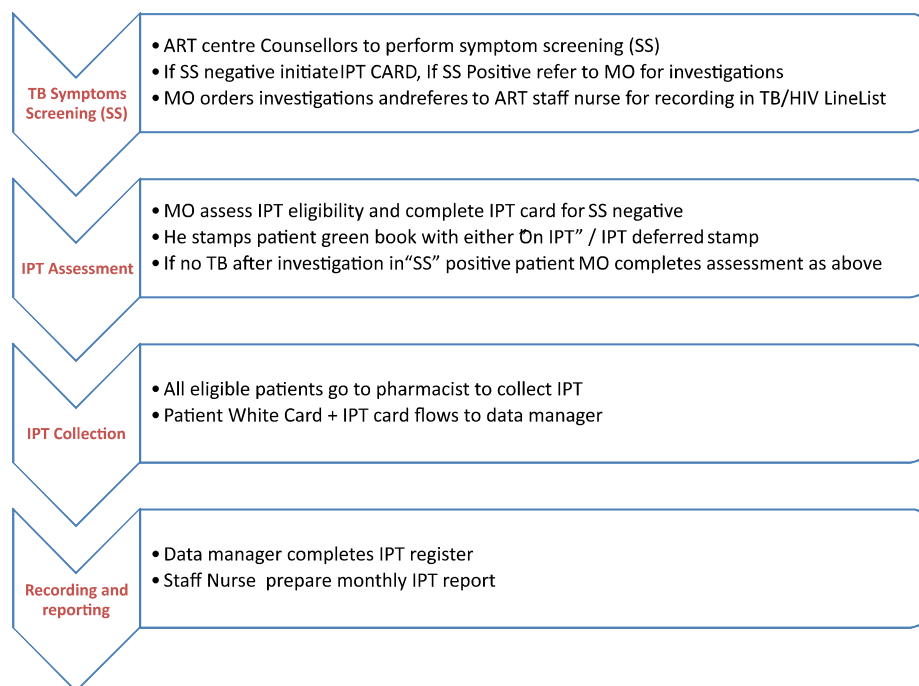 TB Symptoms
Screening (SS)
• ART centre Counsellors to perform symptom screening (SS)
• If SS negative initiate IPT CARD, If SS Positive refer to MO for investigations
• MO orders investigations andreferes to ART staff nurse for recording in TB/HIV LineList
IPT Assessment
• MO assess IPT eligibility and complete IPT card for SS negative
• He stamps patient green book with either “On IPT” / IPT deferred stamp
• If no TB after investigation in “SS” positive patient MO completes assessment as above
IPT Collection
• All eligible patients go to pharmacist to collect IPT
• Patient White Card + IPT card flows to data manager
Recording and
reporting
• Data manager completes IPT register
• Staff Nurse prepare monthly IPT report